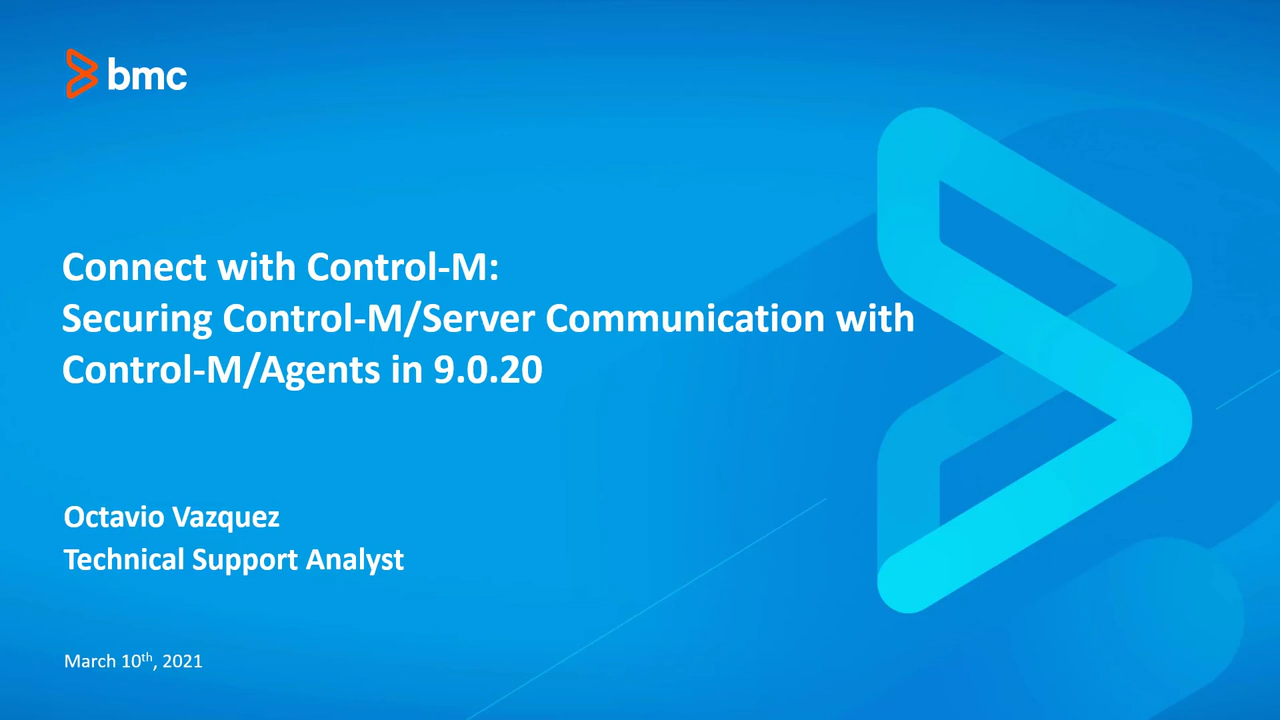 bmc
Connect with Control-M:
Securing Control-M/Server Communication with
Control-M/Agents in 9.0.20
Octavio Vazquez
Technical Support Analyst
March 10th, 2021